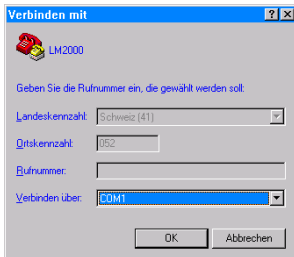 Verbinden mit
LM2000
Geben Sie die Rufnummer ein, die gewählt werden soll:
Landeskennzahl: Schweiz (41)
Ortskennzahl: 052
Rufnummer:
Verbinden über: COM1
OK Abbrechen